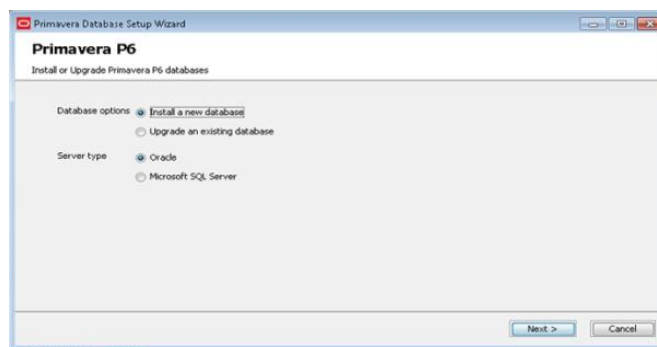 Primavera Database Setup Wizard
Primavera P6
Install or Upgrade Primavera P6 databases
Database options Install a new database
Upgrade an existing database
Server type Oracle
Microsoft SQL Server
Next > Cancel